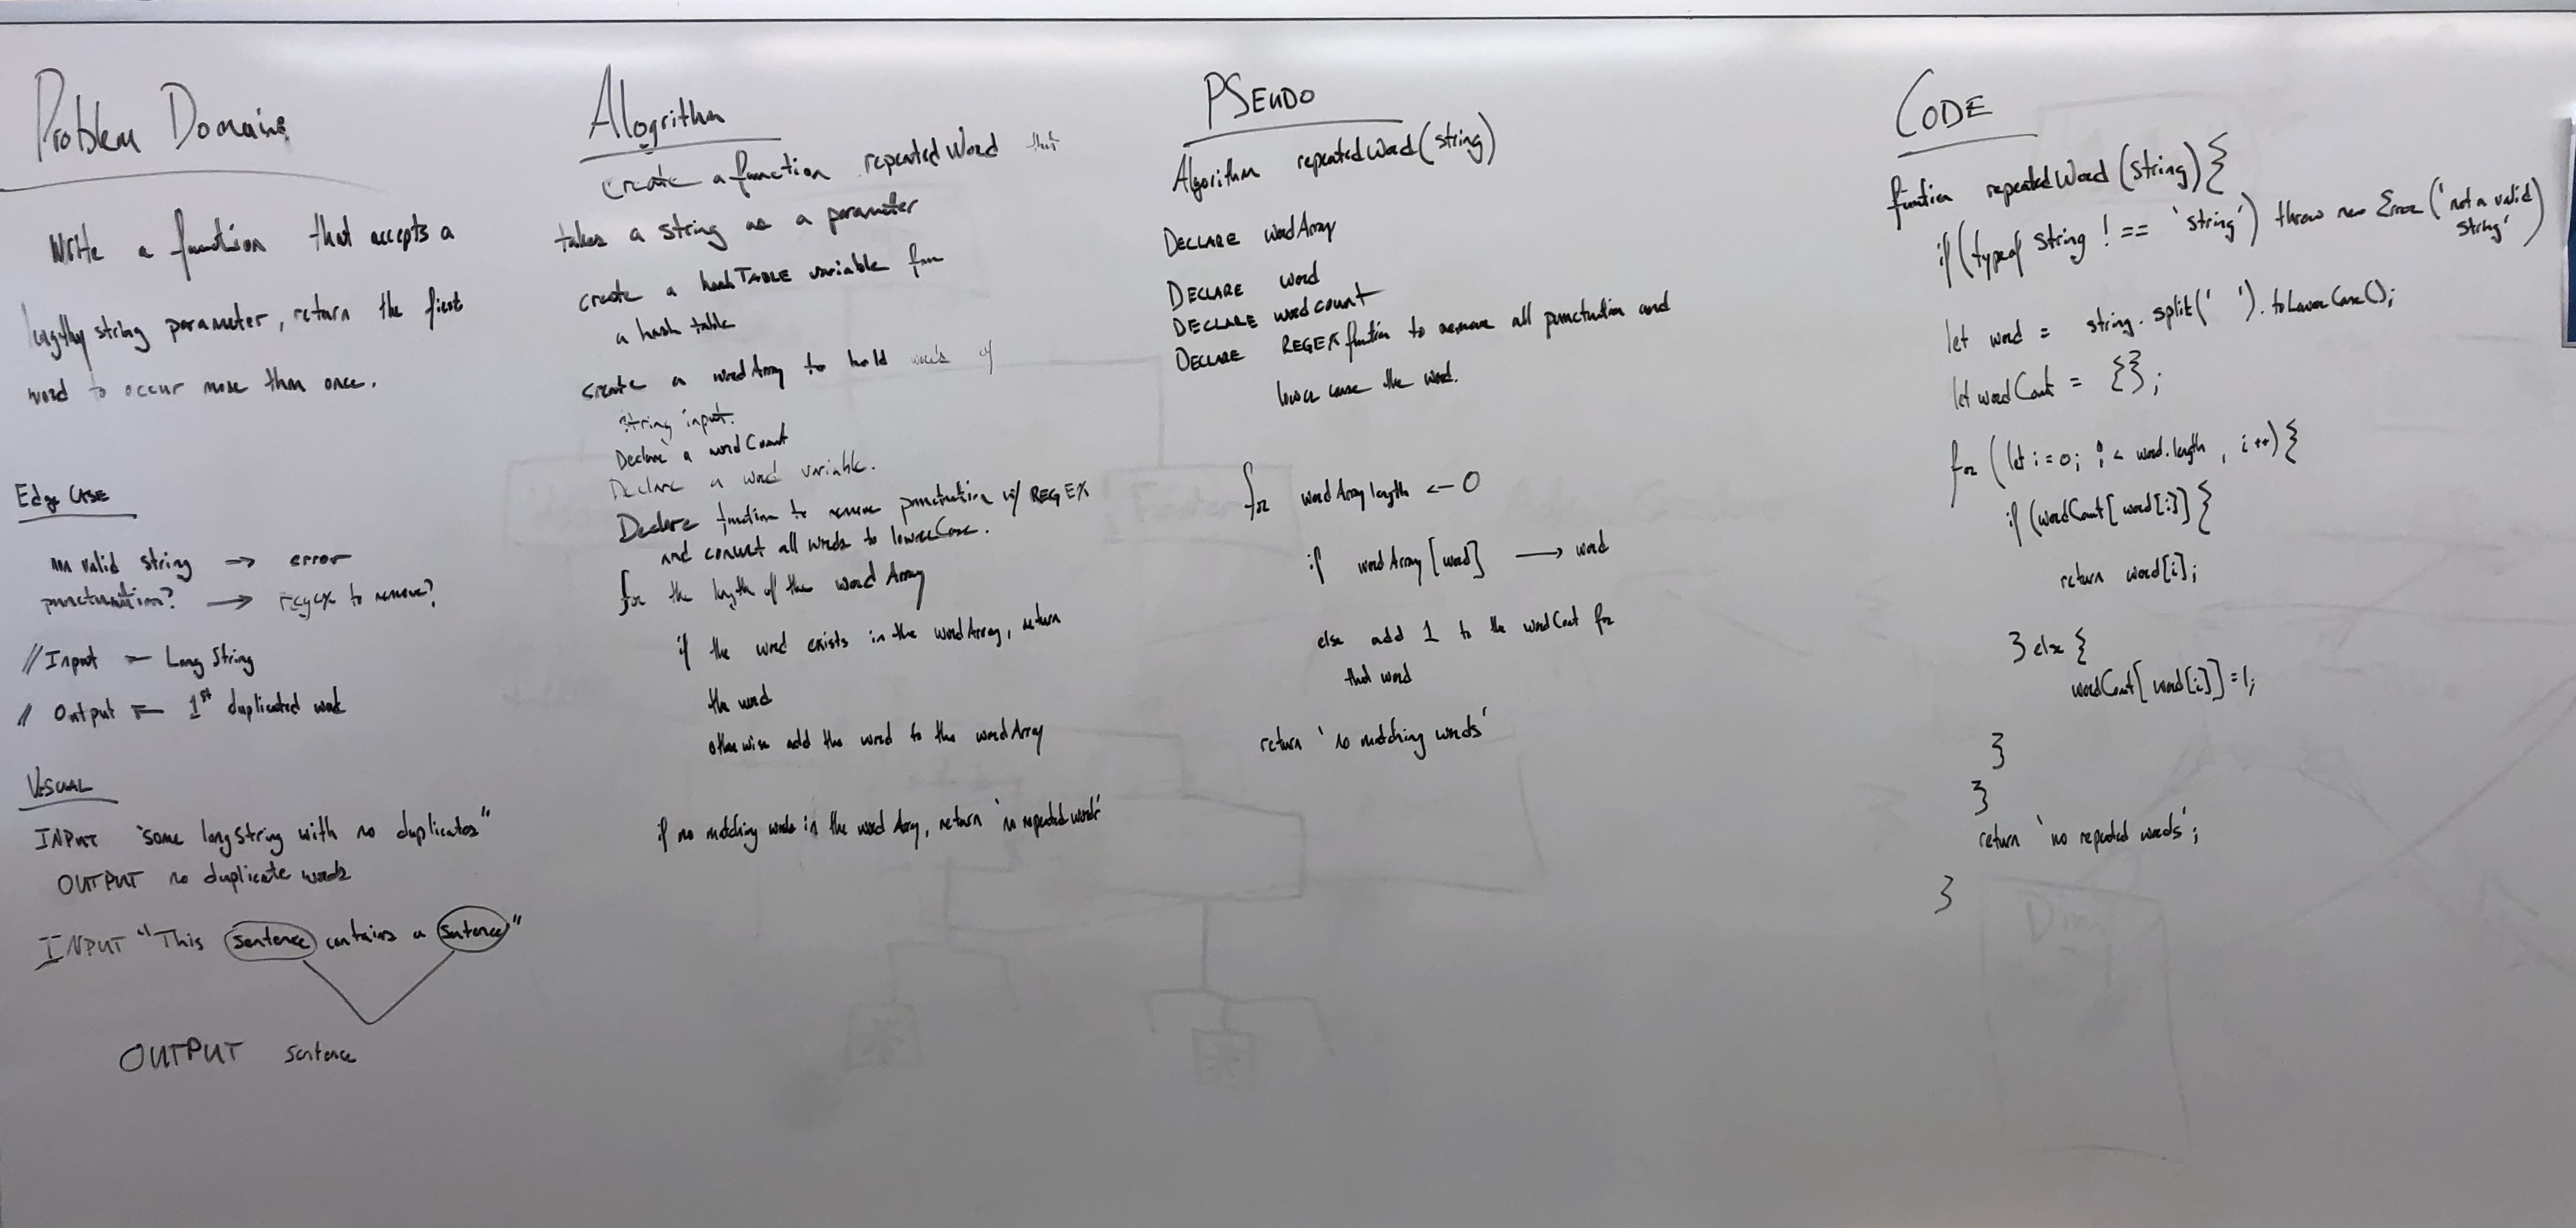 Problem Domain
Write a function that accepts a
lengthy string parameter, return the first
word to occur more than once.
Edge CASE
non valid string → error
punctuation? → regex to remove?
// Input — Long String
// Output — 1st duplicated word
VISUAL
INPUT "some long string with no duplicates"
OUTPUT no duplicate words
INPUT "This sentence contains a sentence"
OUTPUT sentence
Alogrithm
create a function repeatedWord that
takes a string as a parameter
create a hashTABLE variable for
a hash table
create a wordArray to hold words of
string input.
Declare a wordCount
Declare a word variable.
Declare function to remove punctuation w/ REGEX
and convert all words to lowerCase.
for the length of the word Array
if the word exists in the wordArray, return
the word
otherwise add the word to the wordArray
if no matching words in the word Array, return 'no repeated words'
PSEUDO
Algorithm repeatedWord(string)
DECLARE wordArray
DECLARE word
DECLARE wordcount
DECLARE REGEX function to remove all punctuation and
lower case the word.
for wordArray length ← 0
if wordArray[word] → word
else add 1 to the wordCount for
that word
return 'no matching words'
CODE
function repeatedWord(string){
if(typeof string !== 'string') throw new Error('not a valid
string')
let word = string.split(' ').toLowerCase();
let wordCount = {};
for (let i=0; i < word.length, i++){
if(wordCount[word[i]){
return word[i];
} else {
wordCount[word[i]]=1;
}
}
return 'no repeated words';
}